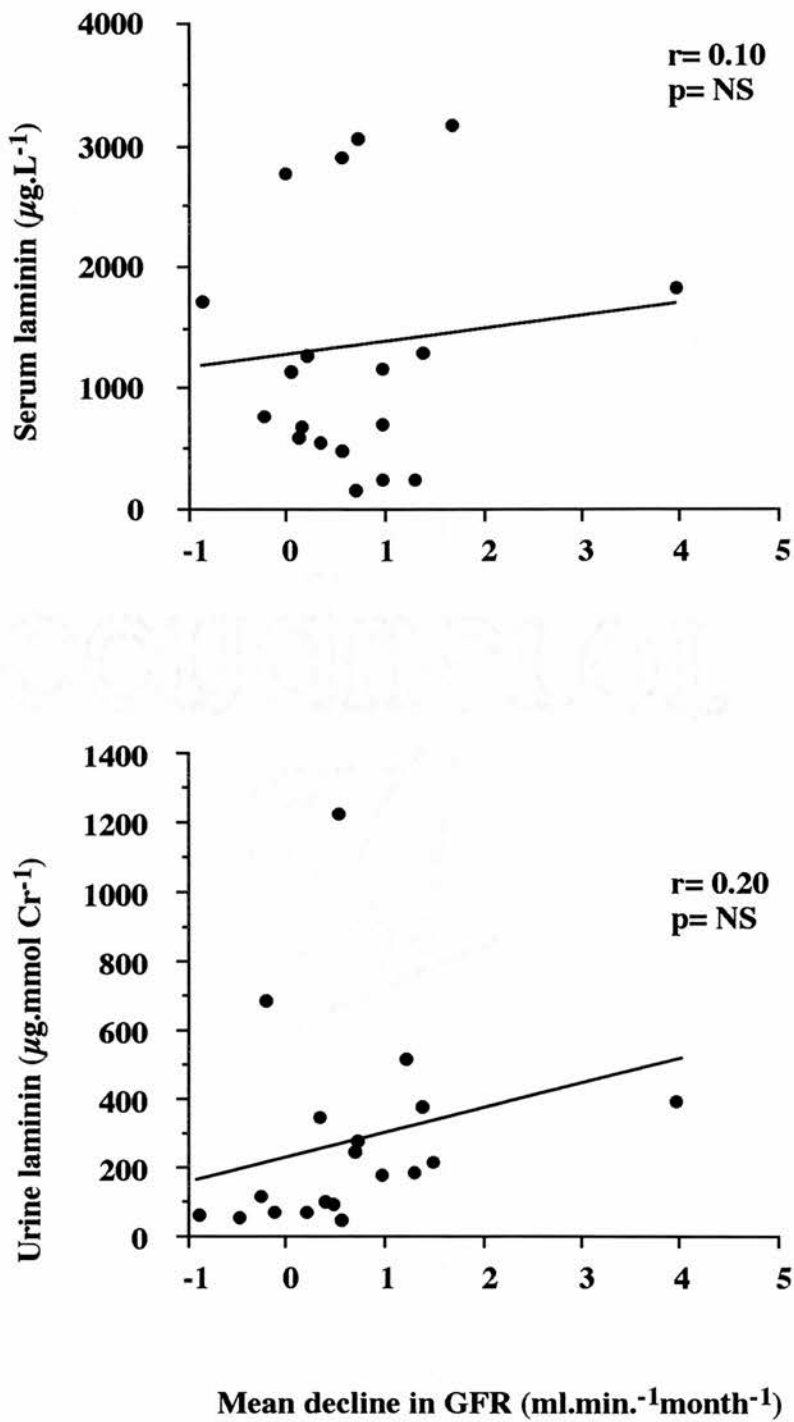 4000
r= 0.10
p= NS
3000
2000
1000
0
Serum laminin (µg.L-1)
-1 0 1 2 3 4 5
1400
1200
1000
r= 0.20
p= NS
800
600
400
200
0
Urine laminin (µg.mmol Cr-1)
-1 0 1 2 3 4 5
Mean decline in GFR (ml.min.-1month-1)